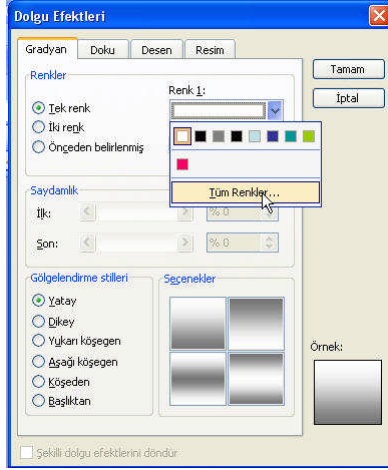 Dolgu Efektleri
Gradyan Doku Desen Resim
Tamam
İptal
Renkler
Renk 1:
Tek renk
İki renk
Önceden belirlenmiş
Tüm Renkler...
Saydamlık
İlk: % 0
Son: % 0
Gölgelendirme stilleri
Seçenekler
Yatay
Dikey
Yukarı köşegen
Aşağı köşegen
Köşeden
Başlıktan
Örnek:
Şekilli dolgu efektlerini döndür